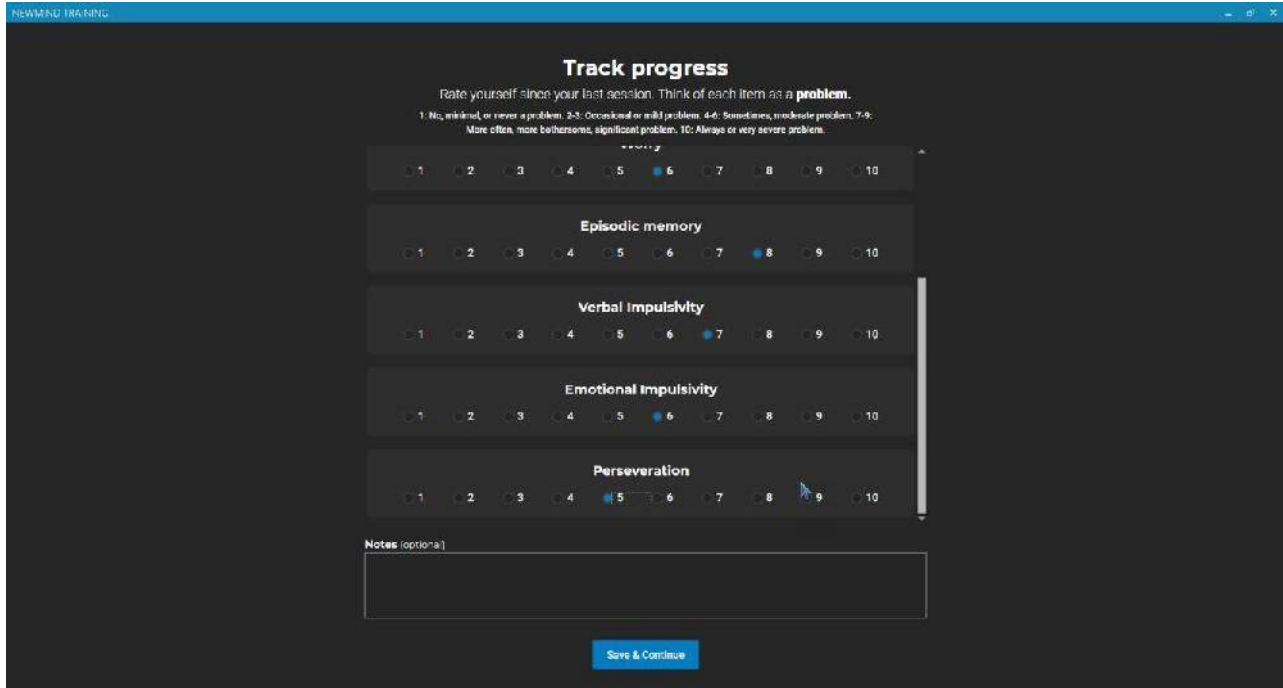 NEWMIND TRAINING
Track progress
Rate yourself since your last session. Think of each item as a problem.
1: No, minimal, or never a problem. 2-3: Occasional or mild problem. 4-6: Sometimes, moderate problem. 7-9:
More often, more bothersome, significant problem. 10: Always or very severe problem.
Worry
1 2 3 4 5 6 7 8 9 10
Episodic memory
1 2 3 4 5 6 7 8 9 10
Verbal Impulsivity
1 2 3 4 5 6 7 8 9 10
Emotional Impulsivity
1 2 3 4 5 6 7 8 9 10
Perseveration
1 2 3 4 5 6 7 8 9 10
Notes (optional)
Save & Continue